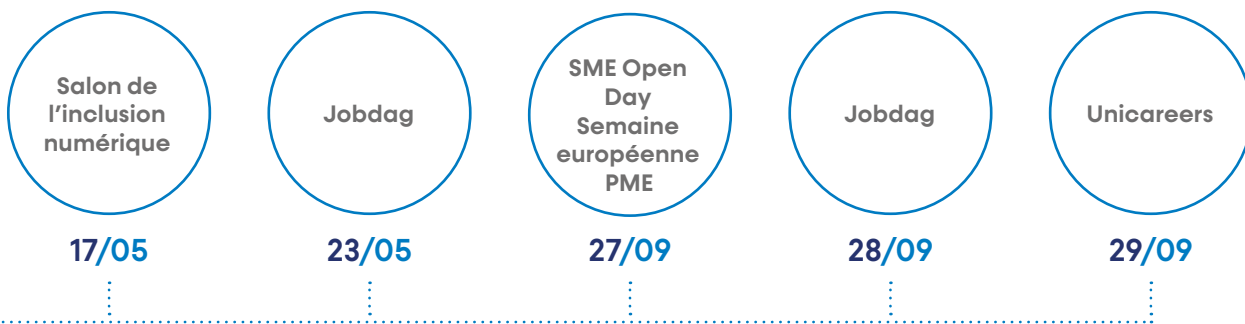 Salon de
l'inclusion
numérique
Jobdag
SME Open
Day
Semaine
européenne
PME
Jobdag
Unicareers
17/05
23/05
27/09
28/09
29/09